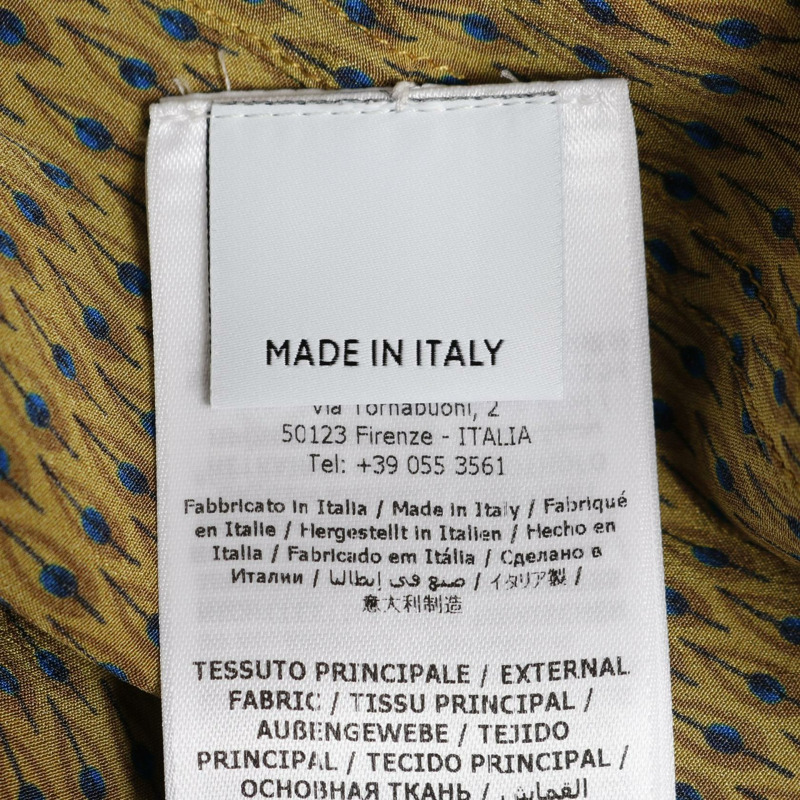 MADE IN ITALY
Via Tornabuoni, 2
50123 Firenze - ITALIA
Tel: +39 055 3561
Fabbricato in Italia / Made in Italy / Fabriqué
en Italie / Hergestellt in Italien / Hecho en
Italia / Fabricado em Itália / Сделано в
Италии / صنع في إيطاليا / イタリア製 /
意大利制造
TESSUTO PRINCIPALE / EXTERNAL
FABRIC / TISSU PRINCIPAL /
AUßENGEWEBE / TEJIDO
PRINCIPAL / TECIDO PRINCIPAL /
ОСНОВНАЯ ТКАНЬ / القماش